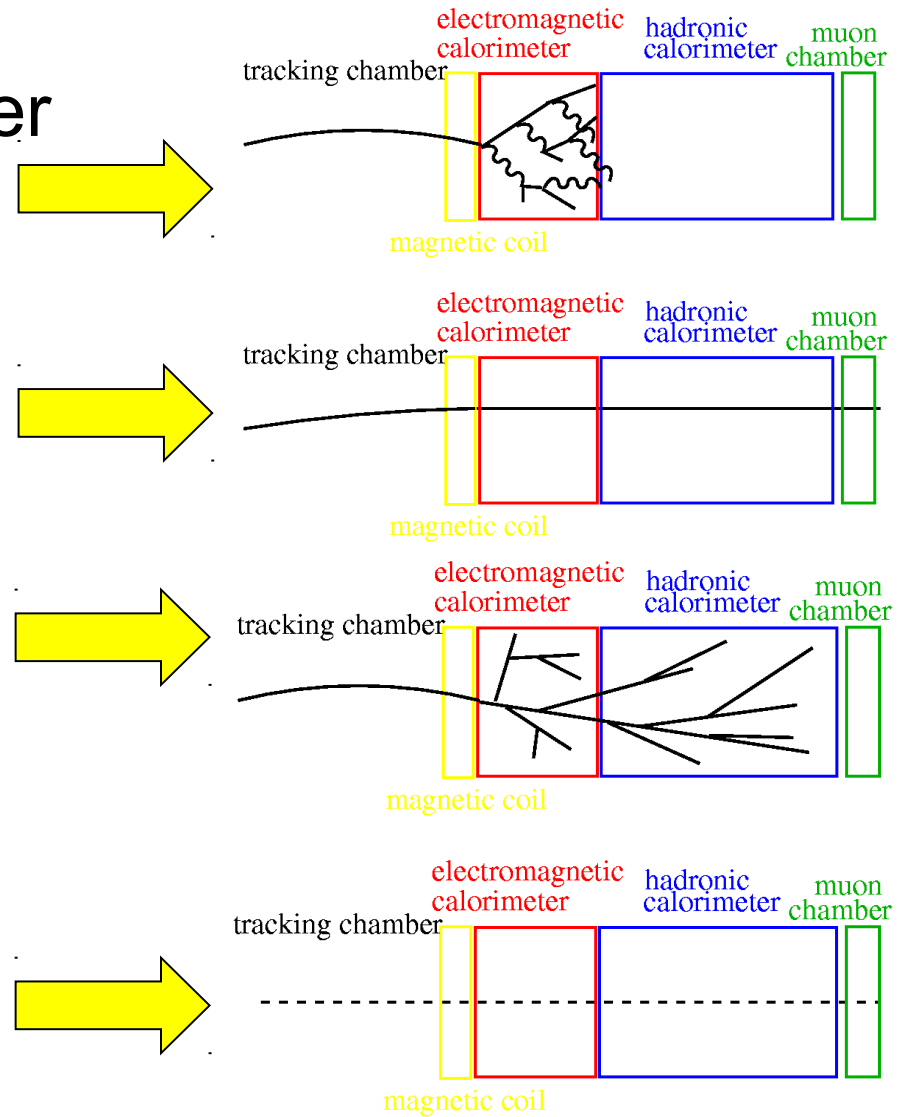 er
electromagnetic
calorimeter
hadronic
calorimeter
muon
chamber
tracking chamber
magnetic coil
electromagnetic
calorimeter
hadronic
calorimeter
muon
chamber
tracking chamber
magnetic coil
electromagnetic
calorimeter
hadronic
calorimeter
muon
chamber
tracking chamber
magnetic coil
electromagnetic
calorimeter
hadronic
calorimeter
muon
chamber
tracking chamber
magnetic coil